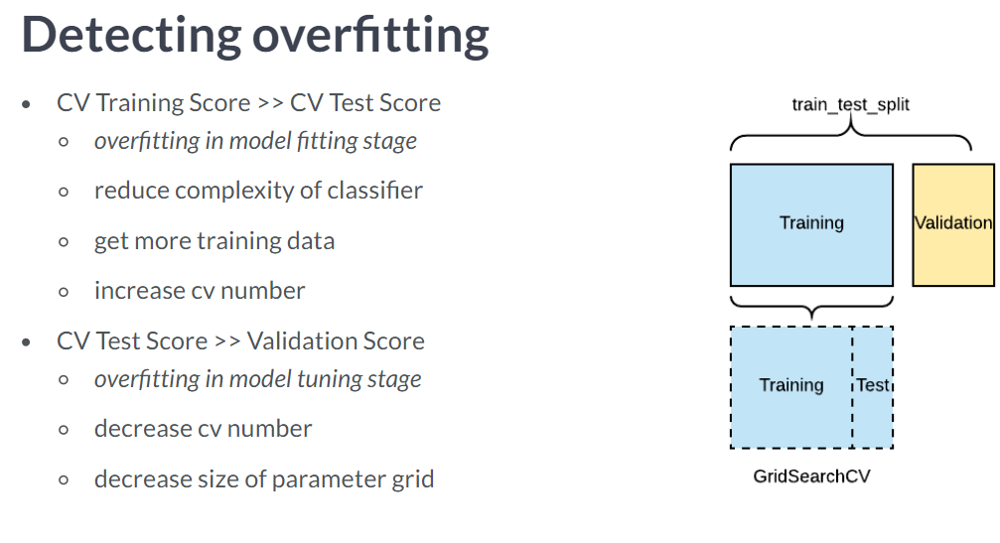 Detecting overfitting
• CV Training Score >> CV Test Score
○ overfitting in model fitting stage
○ reduce complexity of classifier
○ get more training data
○ increase cv number
• CV Test Score >> Validation Score
○ overfitting in model tuning stage
○ decrease cv number
○ decrease size of parameter grid
train_test_split
Training
Validation
Training
Test
GridSearchCV